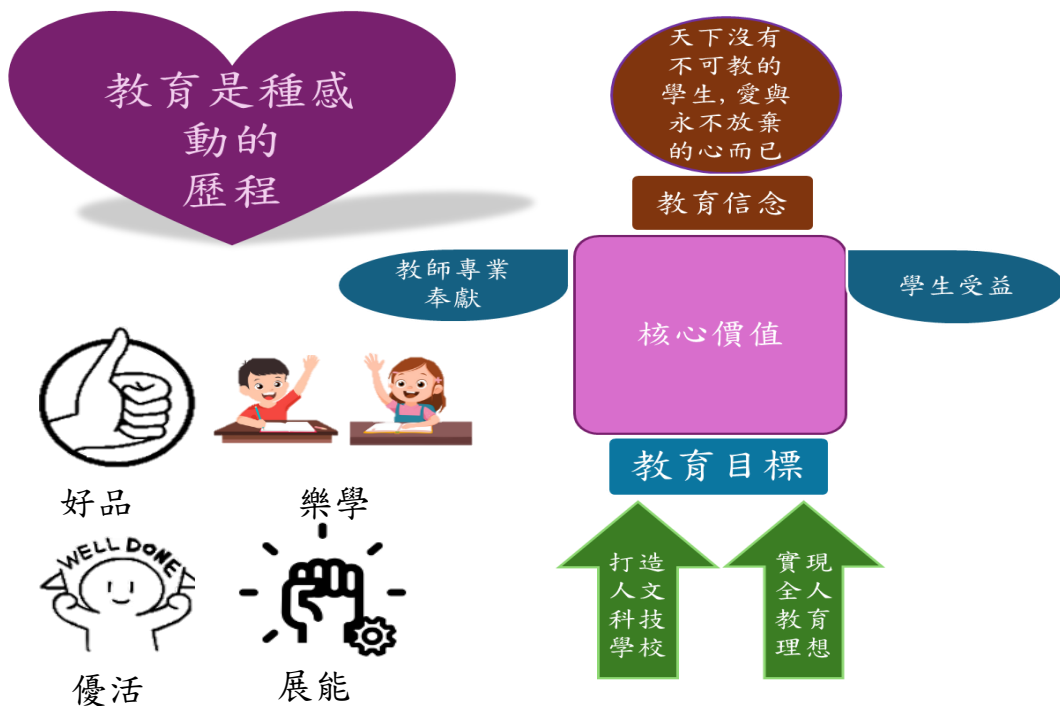 教育是種感
動的
歷程
天下沒有
不可教的
學生,愛與
永不放棄
的心而已
教育信念
教師專業
奉獻
核心價值
學生受益
教育目標
打造
人文
科技
學校
實現
全人
教育
理想
好品
樂學
WELL DONE
優活
展能